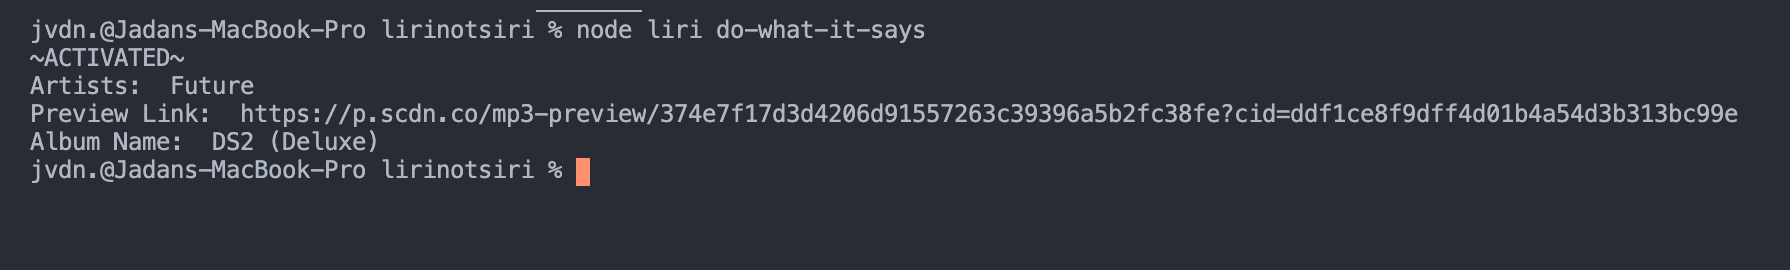 jvdn.@Jadans-MacBook-Pro lirinotsiri % node liri do-what-it-says
~ACTIVATED~
Artists:  Future
Preview Link:  https://p.scdn.co/mp3-preview/374e7f17d3d4206d91557263c39396a5b2fc38fe?cid=ddf1ce8f9dff4d01b4a54d3b313bc99e
Album Name:  DS2 (Deluxe)
jvdn.@Jadans-MacBook-Pro lirinotsiri %